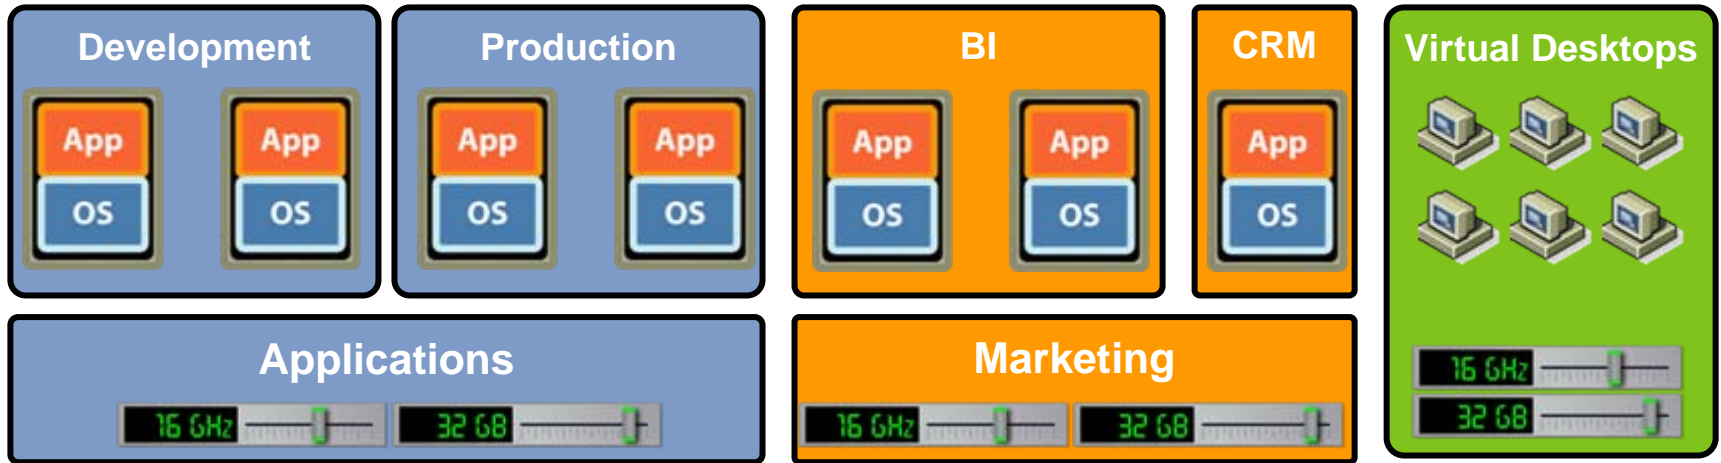 Development
Production
BI
CRM
Virtual Desktops
App
App
App
App
App
App
App
OS
OS
OS
OS
OS
OS
OS
Applications
Marketing
16 GHz
32 GB
16 GHz
32 GB
16 GHz
32 GB